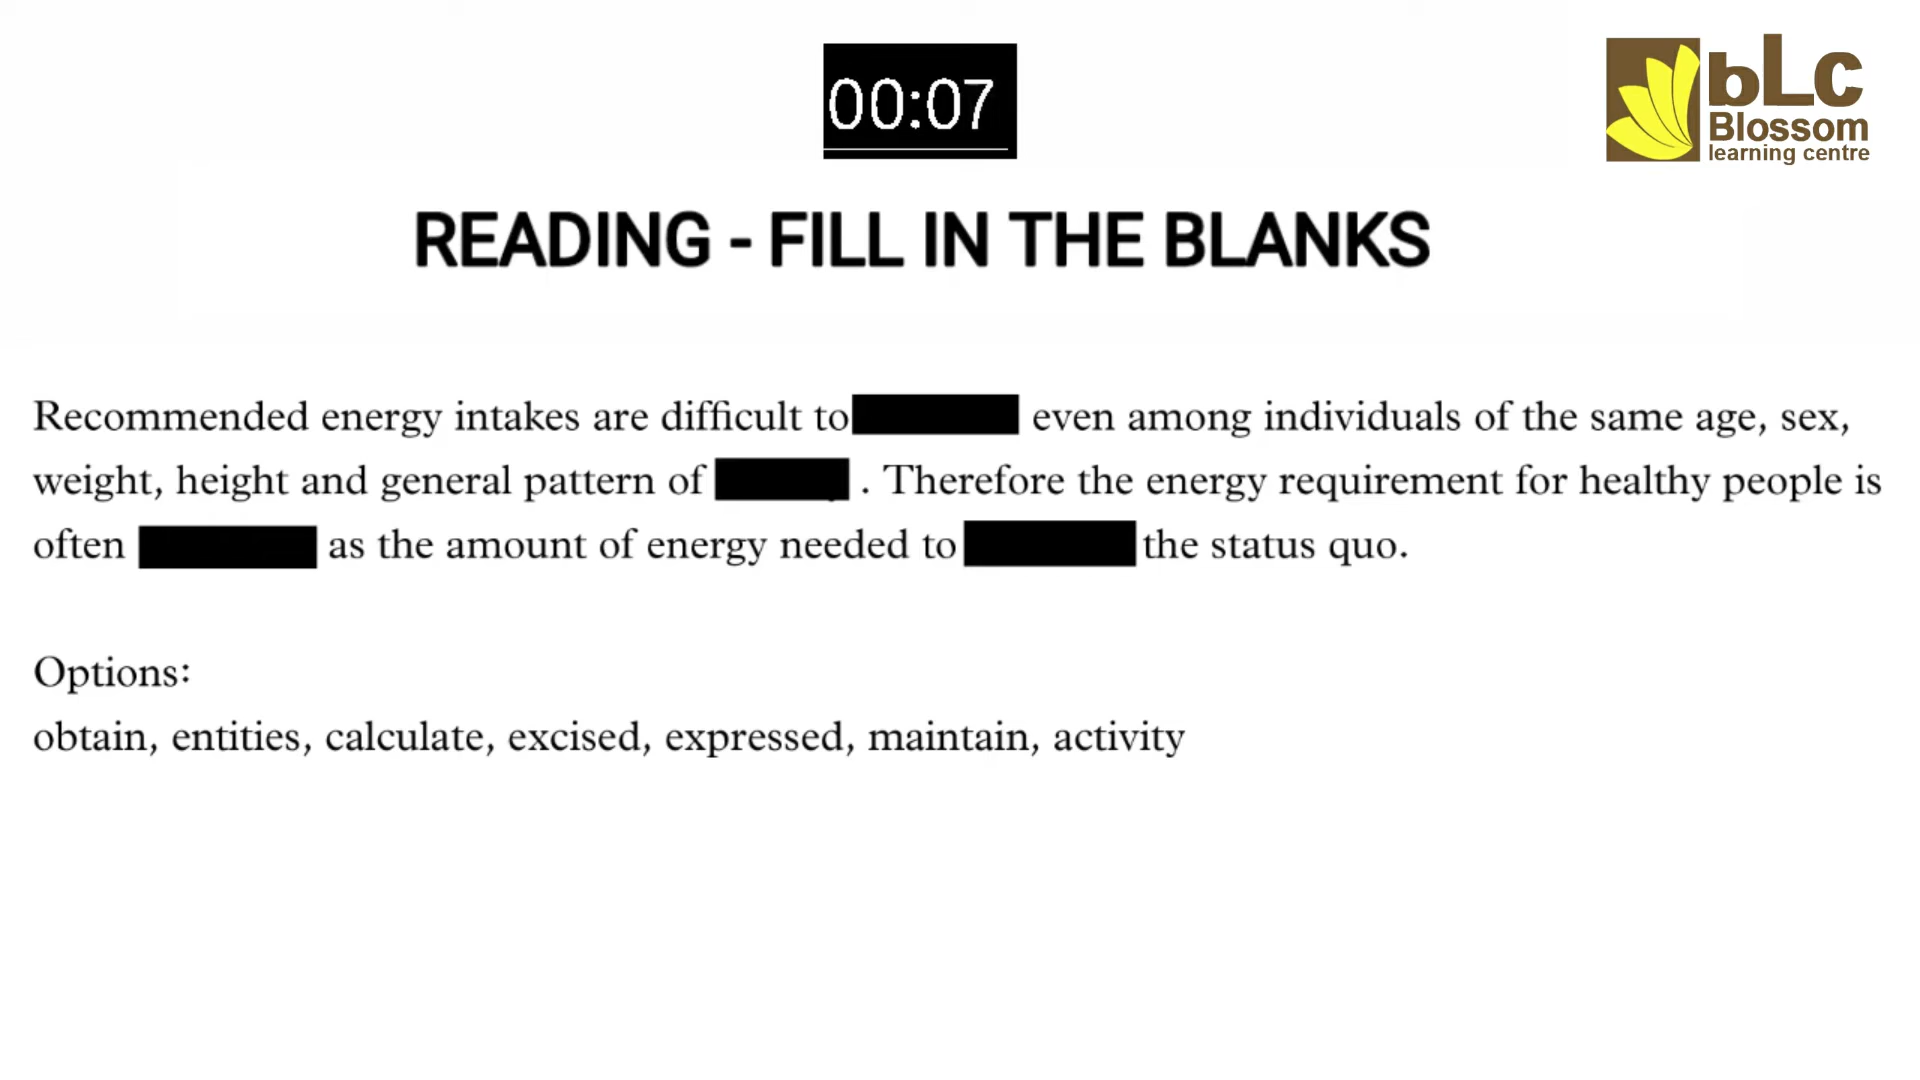 00:07
bLC
Blossom
learning centre
READING - FILL IN THE BLANKS
Recommended energy intakes are difficult to even among individuals of the same age, sex,
weight, height and general pattern of . Therefore the energy requirement for healthy people is
often as the amount of energy needed to the status quo.
Options:
obtain, entities, calculate, excised, expressed, maintain, activity